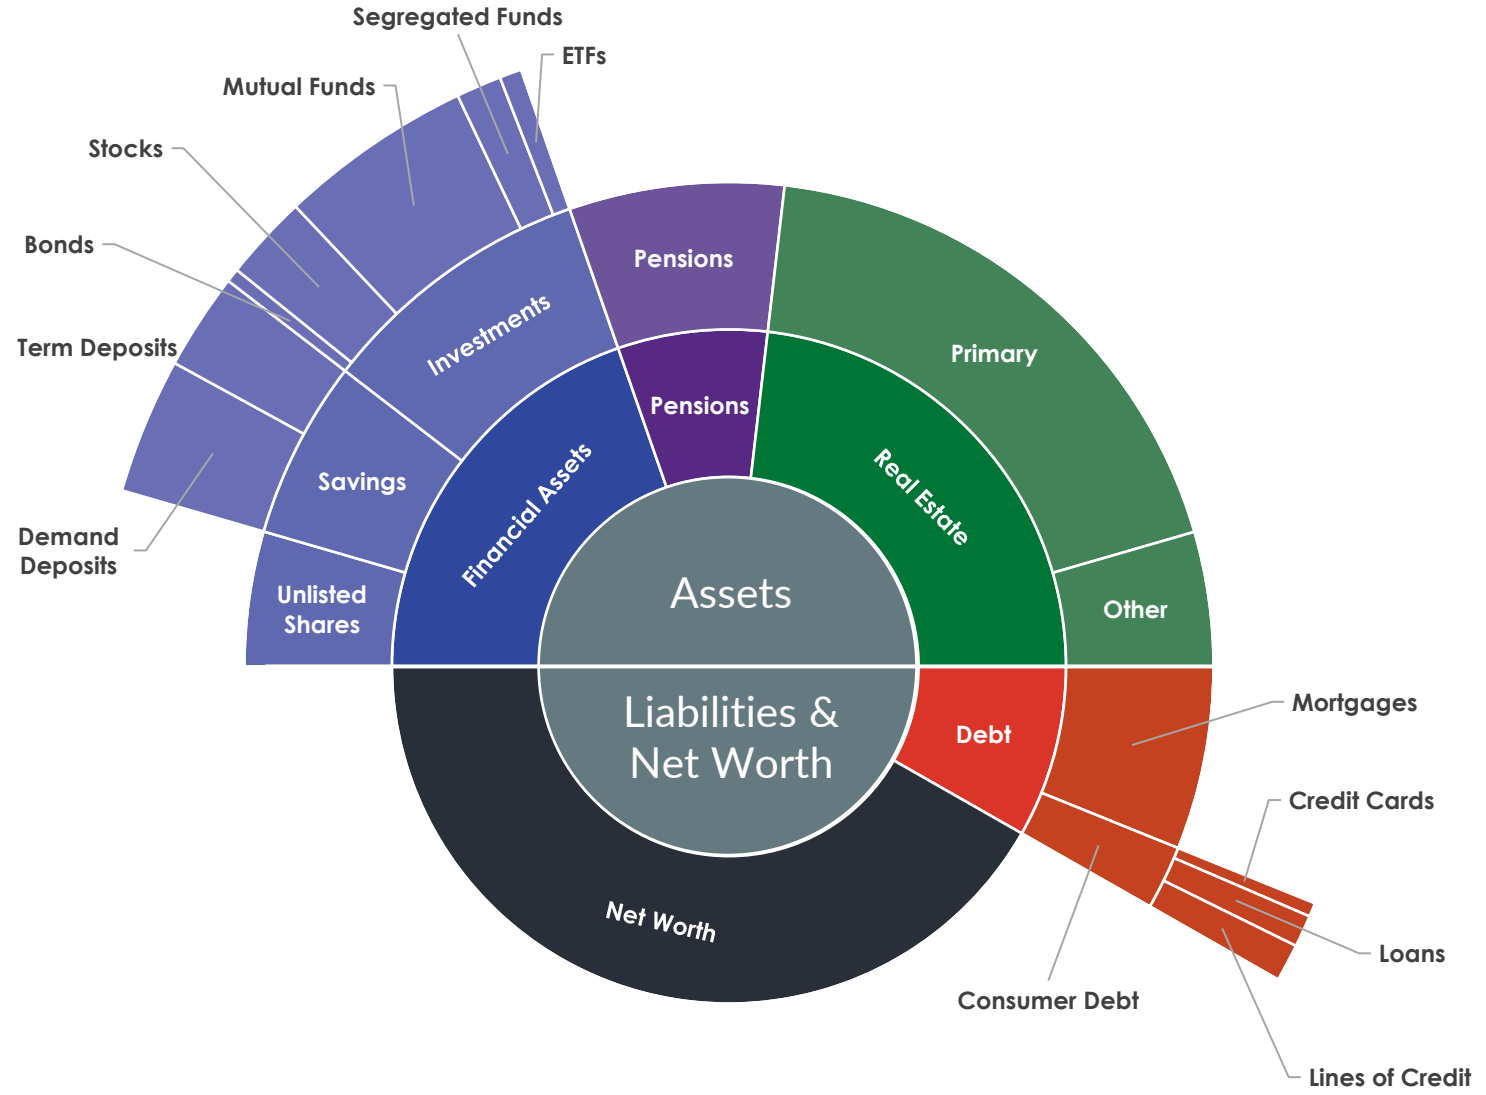 Segregated Funds
ETFs
Mutual Funds
Stocks
Bonds
Term Deposits
Demand
Deposits
Investments
Savings
Unlisted
Shares
Financial Assets
Pensions
Pensions
Primary
Real Estate
Other
Assets
Liabilities &
Net Worth
Debt
Mortgages
Credit Cards
Loans
Consumer Debt
Lines of Credit
Net Worth